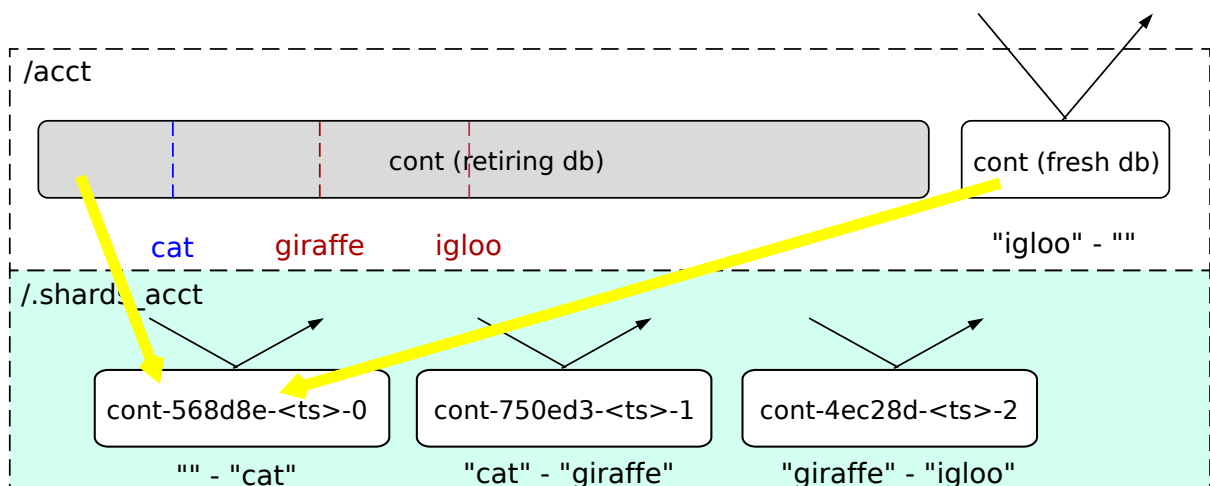 /acct
cont (retiring db)
cont (fresh db)
cat
giraffe
igloo
"igloo" - ""
/.shards_acct
cont-568d8e-<ts>-0
cont-750ed3-<ts>-1
cont-4ec28d-<ts>-2
"" - "cat"
"cat" - "giraffe"
"giraffe" - "igloo"